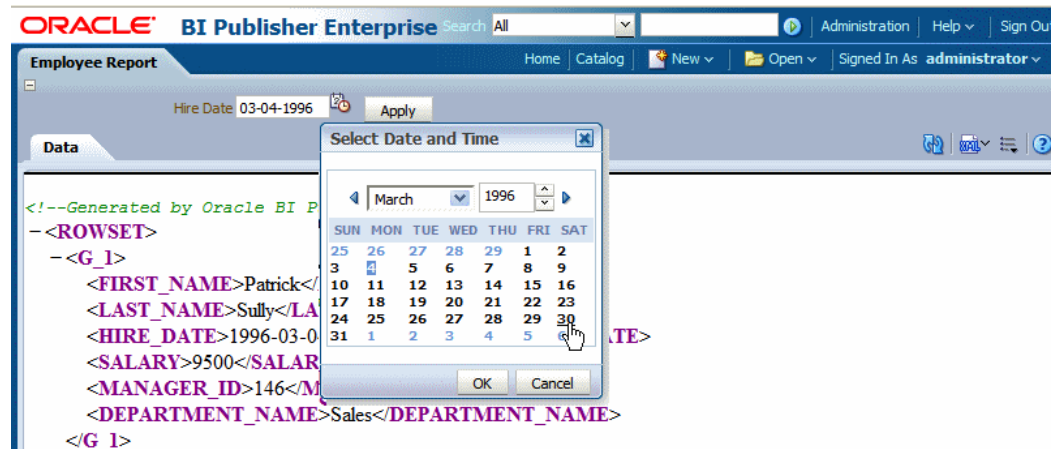 ORACLE BI Publisher Enterprise Search All Administration Help Sign Out
Employee Report Home Catalog New Open Signed In As administrator
Hire Date 03-04-1996 Apply
Select Date and Time
Data
March 1996
SUN MON TUE WED THU FRI SAT
25 26 27 28 29 1 2
3 4 5 6 7 8 9
10 11 12 13 14 15 16
17 18 19 20 21 22 23
24 25 26 27 28 29 30
31 1 2 3 4 5
OK Cancel
<!--Generated by Oracle BI P
−<ROWSET>
−<G_1>
<FIRST_NAME>Patrick</
<LAST_NAME>Sully</LA
<HIRE_DATE>1996-03-0 TE>
<SALARY>9500</SALAR
<MANAGER_ID>146</M
<DEPARTMENT_NAME>Sales</DEPARTMENT_NAME>
</G_1>